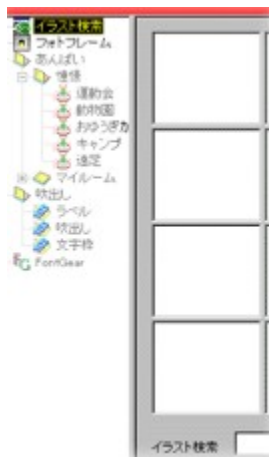 イラスト検索
フォトフレーム
あんばい
憧憬
運動会
動物園
おゆうぎカ
キャンプ
遠足
マイルーム
吹出し
ラベル
吹出し
文字枠
FontGear
イラスト検索